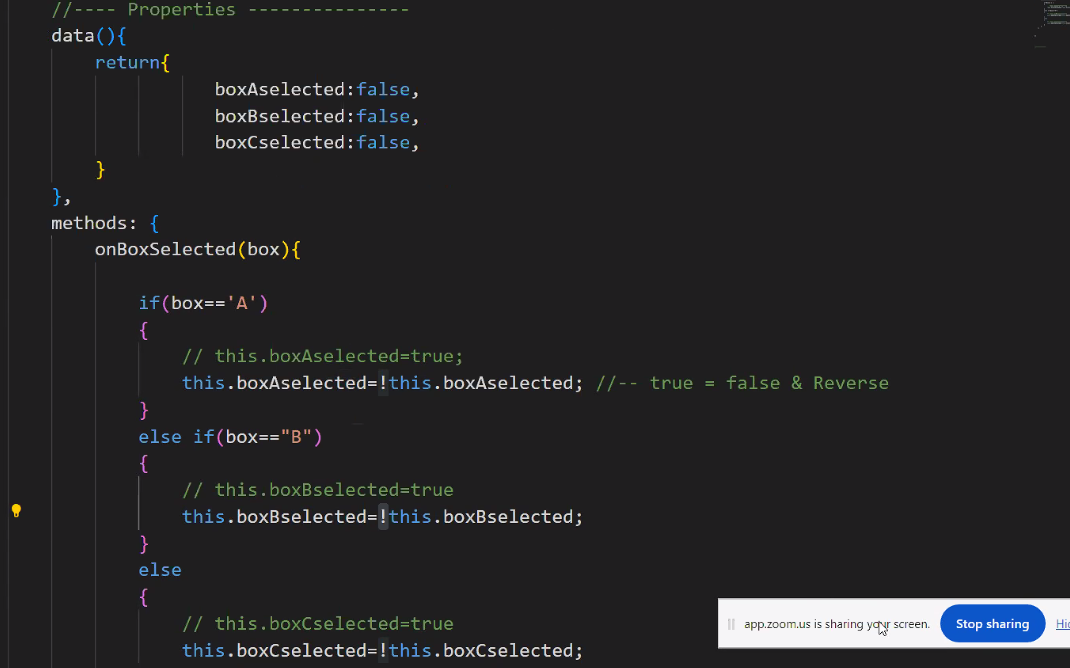 //---- Properties ---------------
data(){
return{
boxAselected:false,
boxBselected:false,
boxCselected:false,
}
},
methods: {
onBoxSelected(box){
if(box=='A')
{
// this.boxAselected=true;
this.boxAselected=!this.boxAselected; //-- true = false & Reverse
}
else if(box=="B")
{
// this.boxBselected=true
this.boxBselected=!this.boxBselected;
}
else
{
// this.boxCselected=true
this.boxCselected=!this.boxCselected;
app.zoom.us is sharing your screen. Stop sharing